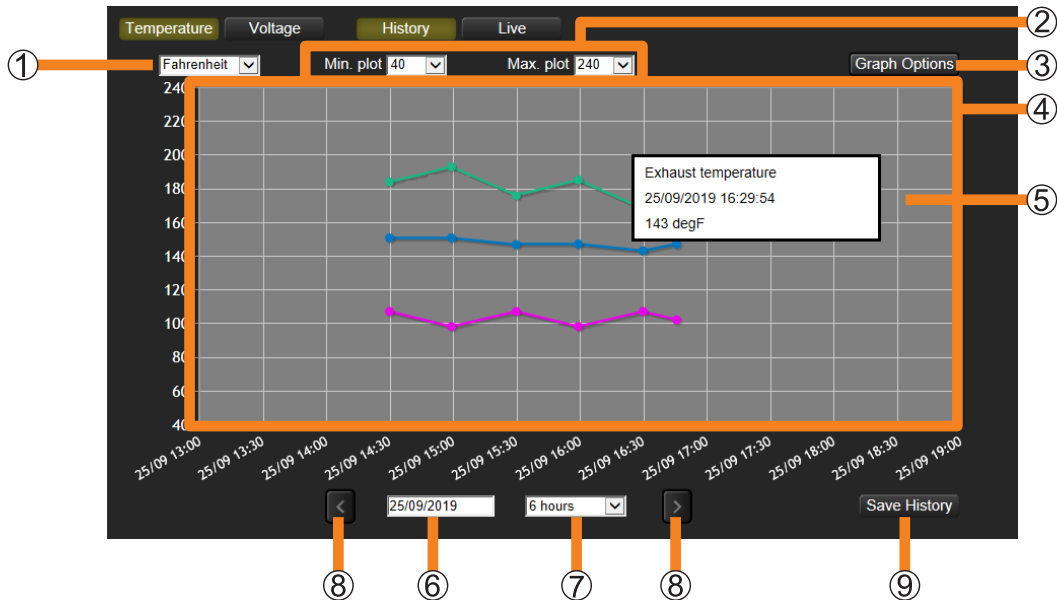 Temperature Voltage History Live
②
① Fahrenheit Min. plot 40 Max. plot 240 Graph Options ③
240
④
220
200
Exhaust temperature
180
25/09/2019 16:29:54 ⑤
143 degF
160
140
120
100
80
60
40
25/09 13:00 25/09 13:30 25/09 14:00 25/09 14:30 25/09 15:00 25/09 15:30 25/09 16:00 25/09 16:30 25/09 17:00 25/09 17:30 25/09 18:00 25/09 18:30 25/09 19:00
< 25/09/2019 6 hours > Save History
⑧ ⑥ ⑦ ⑧ ⑨